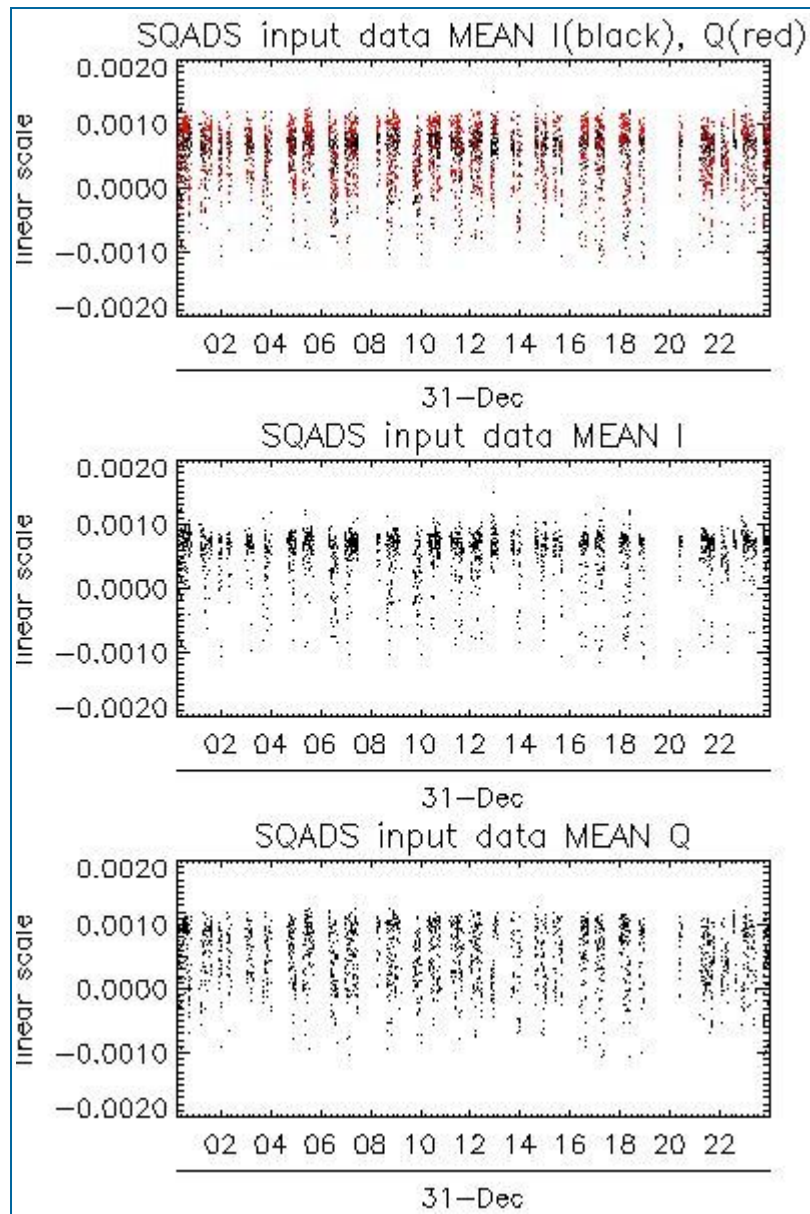 SQADS input data MEAN I(black), Q(red)
0.0020
0.0010
0.0000
−0.0010
−0.0020
linear scale
02 04 06 08 10 12 14 16 18 20 22
31−Dec
SQADS input data MEAN I
0.0020
0.0010
0.0000
−0.0010
−0.0020
linear scale
02 04 06 08 10 12 14 16 18 20 22
31−Dec
SQADS input data MEAN Q
0.0020
0.0010
0.0000
−0.0010
−0.0020
linear scale
02 04 06 08 10 12 14 16 18 20 22
31−Dec